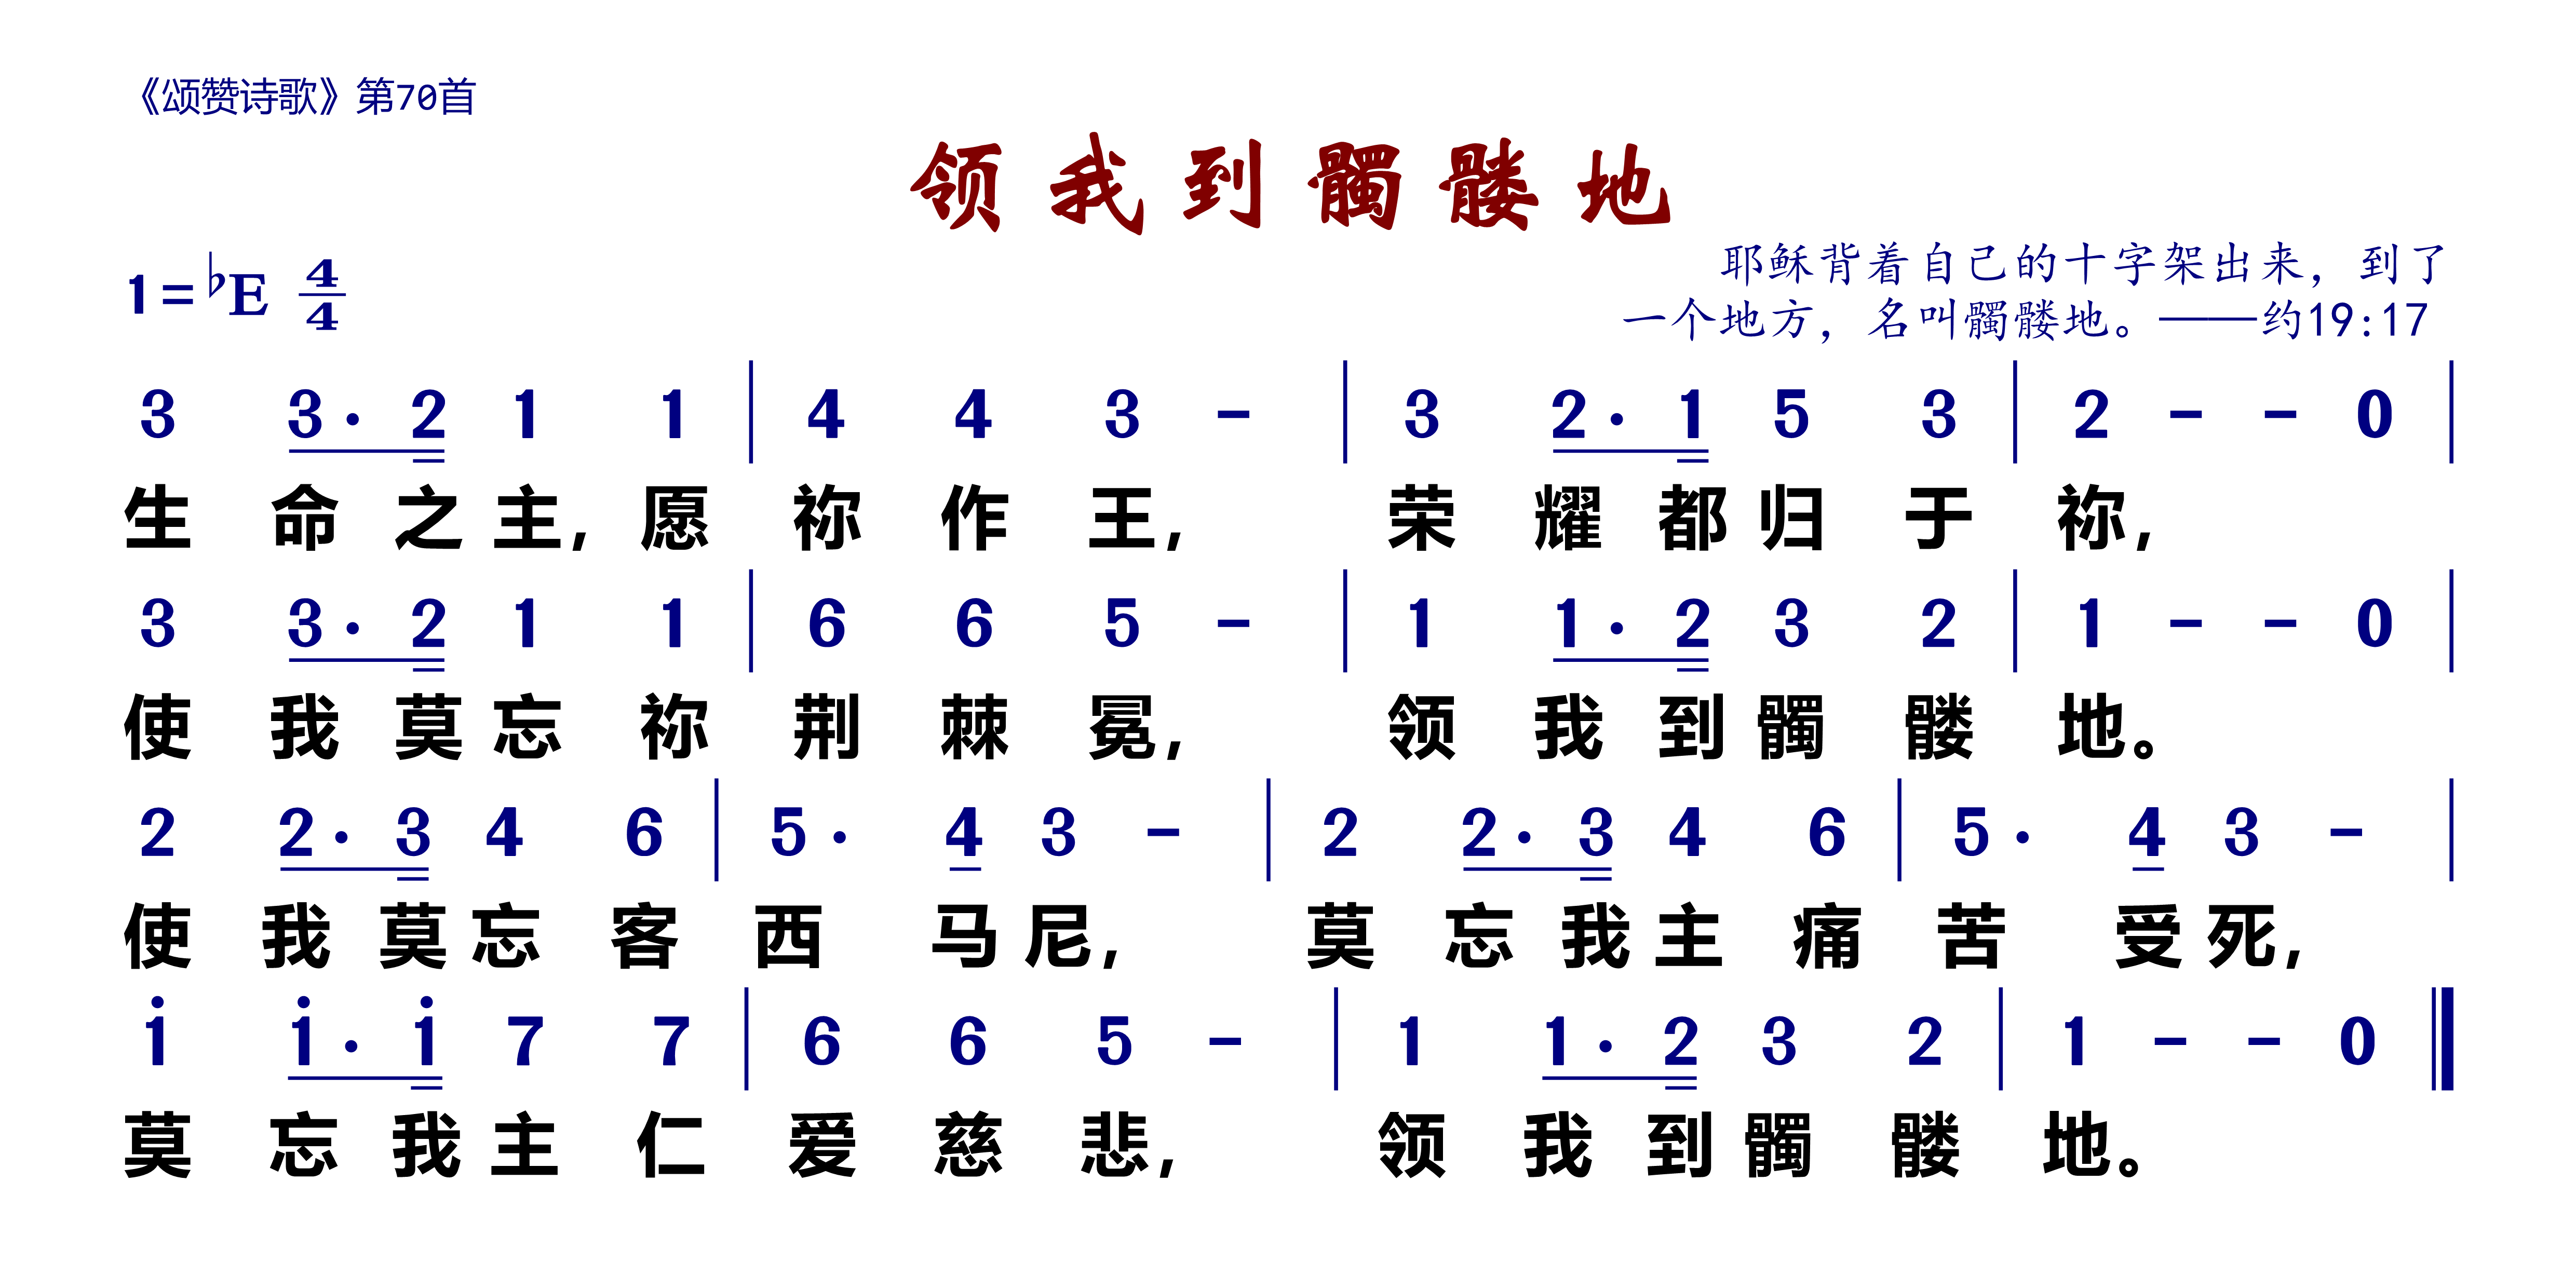 《颂赞诗歌》第70首
领我到髑髅地
1=♭E 4/4
耶稣背着自己的十字架出来，到了
一个地方，名叫髑髅地。——约19:17
3 3· 2 1 1 | 4 4 3 - | 3 2· 1 5 3 | 2 - - 0 |
生命之主，愿祢作王，荣耀都归于祢，
3 3· 2 1 1 | 6 6 5 - | 1 1· 2 3 2 | 1 - - 0 |
使我莫忘祢荆棘冕，领我到髑髅地。
2 2· 3 4 6 | 5· 4 3 - | 2 2· 3 4 6 | 5· 4 3 - |
使我莫忘客西马尼，莫忘我主痛苦受死，
i i· i 7 7 | 6 6 5 - | 1 1· 2 3 2 | 1 - - 0 ‖
莫忘我主仁爱慈悲，领我到髑髅地。